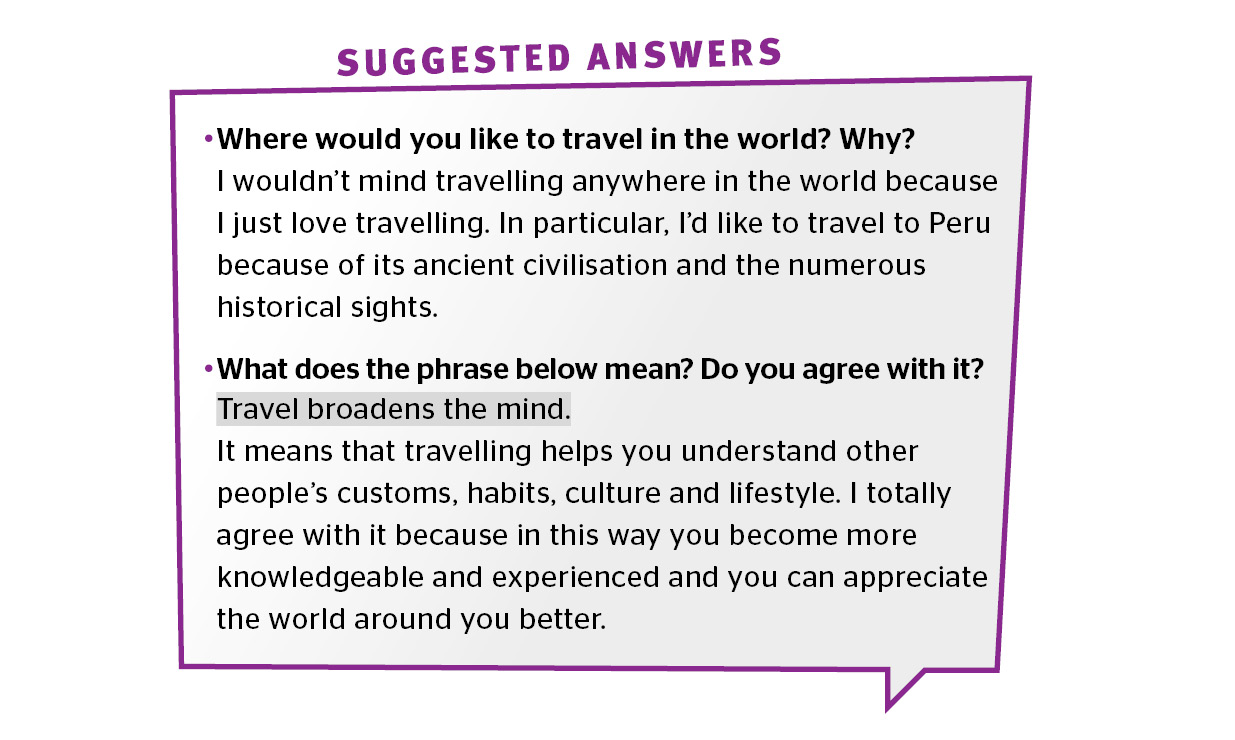 SUGGESTED ANSWERS
•Where would you like to travel in the world? Why?
I wouldn’t mind travelling anywhere in the world because
I just love travelling. In particular, I’d like to travel to Peru
because of its ancient civilisation and the numerous
historical sights.
•What does the phrase below mean? Do you agree with it?
Travel broadens the mind.
It means that travelling helps you understand other
people’s customs, habits, culture and lifestyle. I totally
agree with it because in this way you become more
knowledgeable and experienced and you can appreciate
the world around you better.